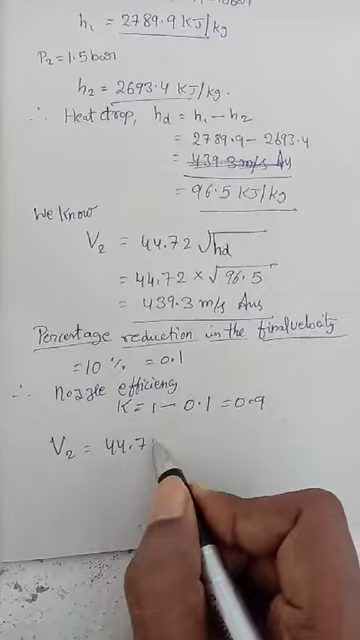 h₁ = 2789.9 KJ/kg
P₂ = 1.5 bar
h₂ = 2693.4 KJ/kg.
∴ Heat drop, hd = h₁ - h₂
= 2789.9 - 2693.4
= 439.3 m/s Ans
= 96.5 KJ/kg
We know
V₂ = 44.72 √hd
= 44.72 × √96.5
= 439.3 m/s Ans
Percentage reduction in the final velocity
= 10 % = 0.1
∴ Nozzle efficiency
K = 1 - 0.1 = 0.9
V₂ = 44.7